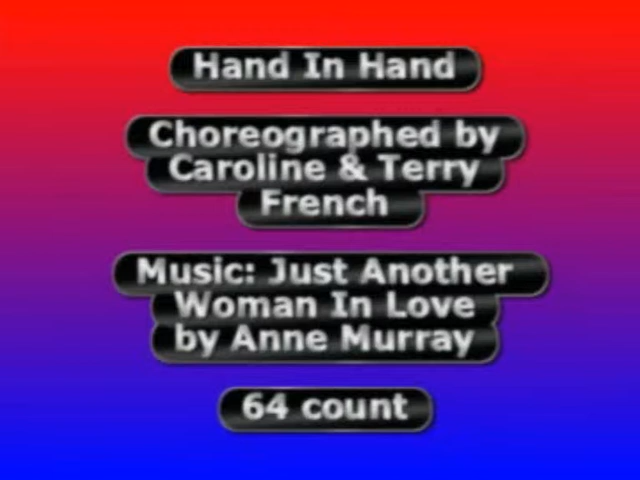 Hand In Hand
Choreographed by
Caroline & Terry
French
Music: Just Another
Woman In Love
by Anne Murray
64 count